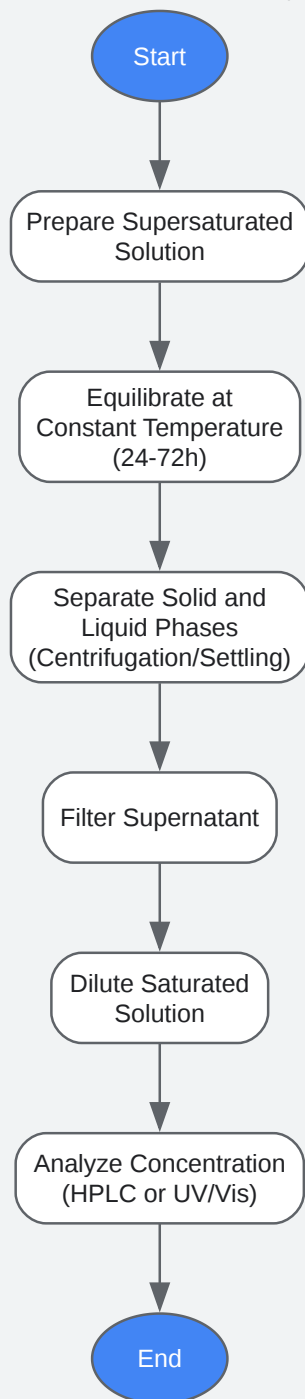 Start
Prepare Supersaturated
Solution
Equilibrate at
Constant Temperature
(24-72h)
Separate Solid and
Liquid Phases
(Centrifugation/Settling)
Filter Supernatant
Dilute Saturated
Solution
Analyze Concentration
(HPLC or UV/Vis)
End